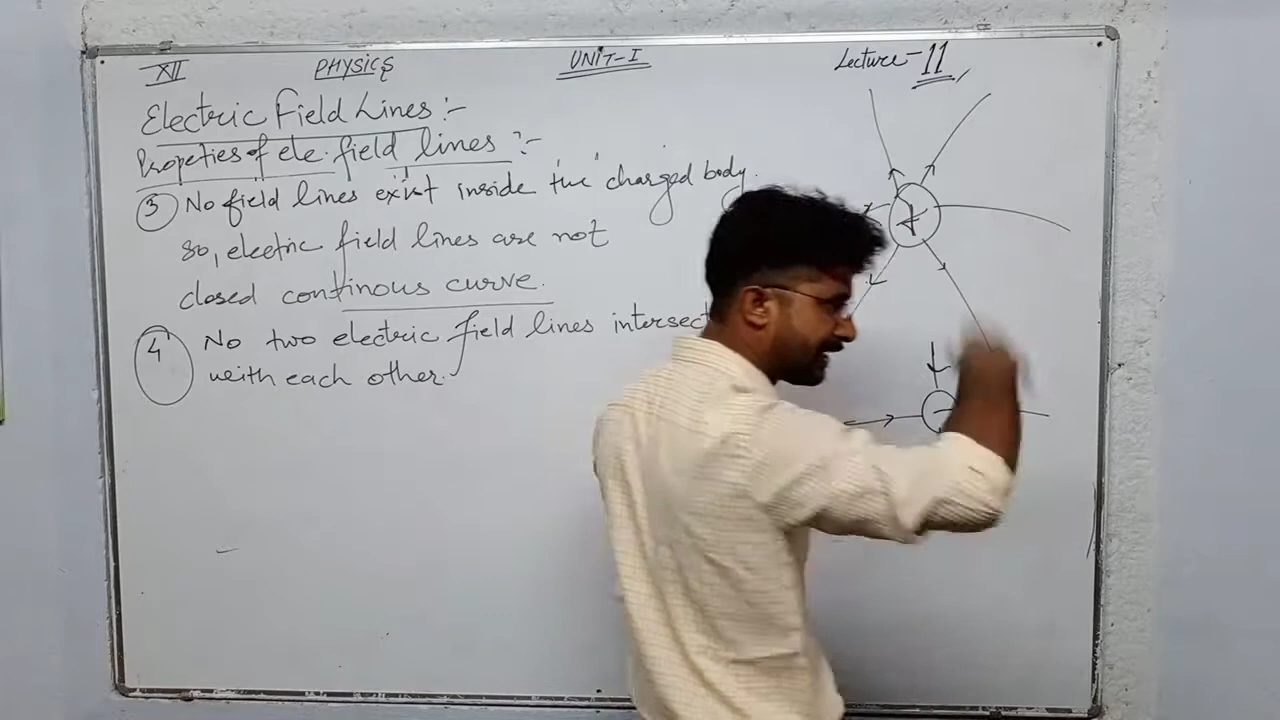 XII PHYSICS UNIT-I Lecture-11
Electric Field Lines:-
Propeties of ele. field lines :-
3 No field lines exist inside the charged body.
so, electric field lines are not
closed continous curve.
4 No two electric field lines intersect
with each other.
+
-